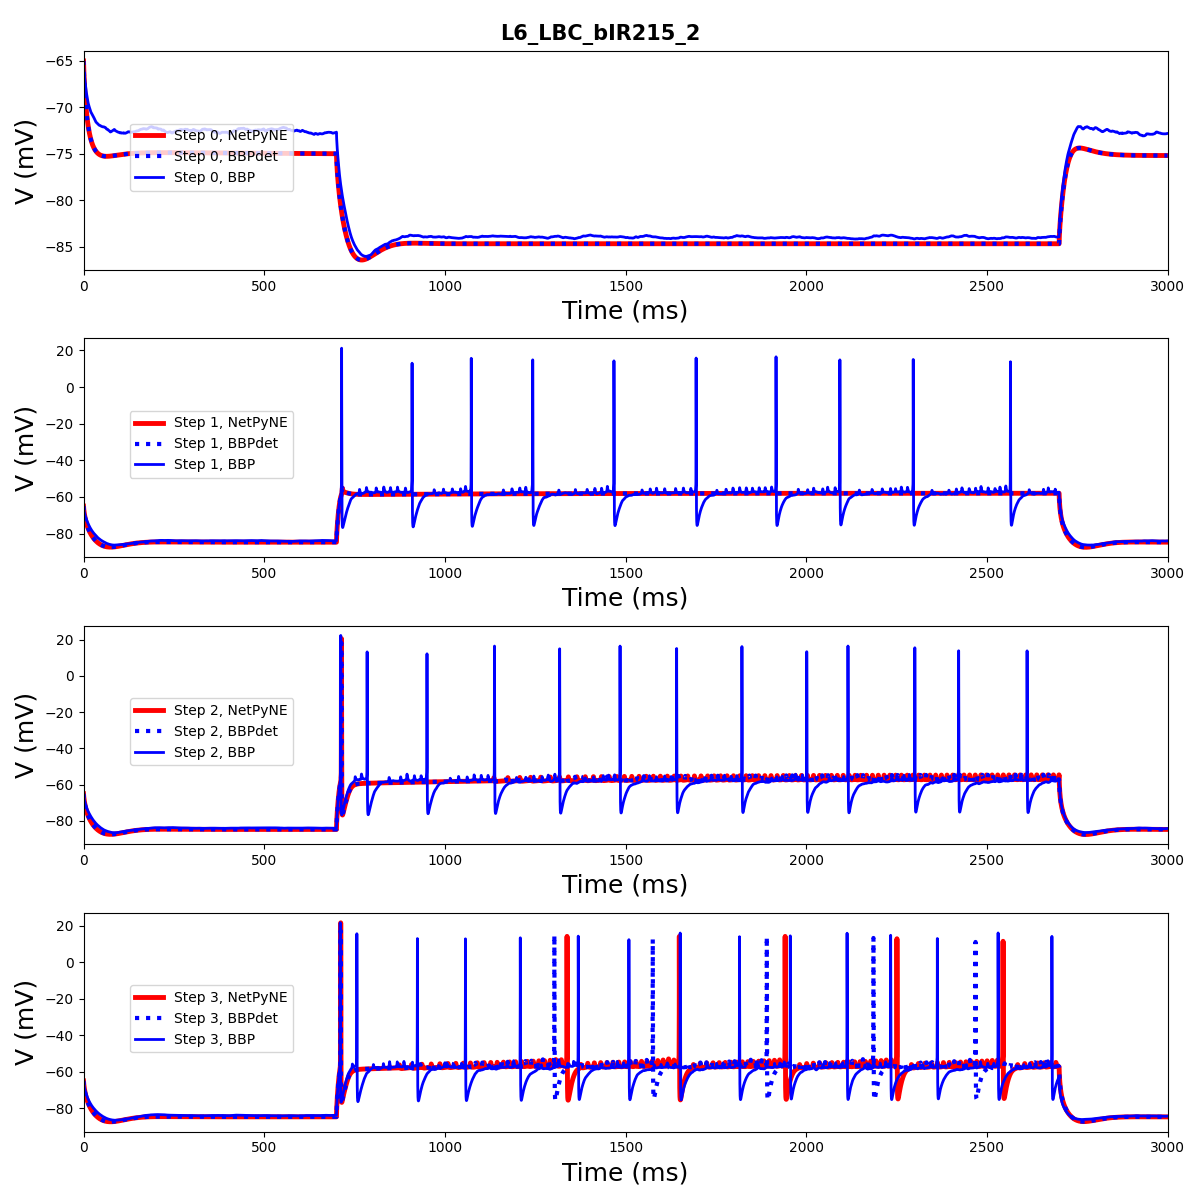 L6_LBC_bIR215_2
−65
−70
−75
−80
−85
V (mV)
Step 0, NetPyNE
Step 0, BBPdet
Step 0, BBP
0 500 1000 1500 2000 2500 3000
Time (ms)
20
0
−20
−40
−60
−80
V (mV)
Step 1, NetPyNE
Step 1, BBPdet
Step 1, BBP
0 500 1000 1500 2000 2500 3000
Time (ms)
20
0
−20
−40
−60
−80
V (mV)
Step 2, NetPyNE
Step 2, BBPdet
Step 2, BBP
0 500 1000 1500 2000 2500 3000
Time (ms)
20
0
−20
−40
−60
−80
V (mV)
Step 3, NetPyNE
Step 3, BBPdet
Step 3, BBP
0 500 1000 1500 2000 2500 3000
Time (ms)